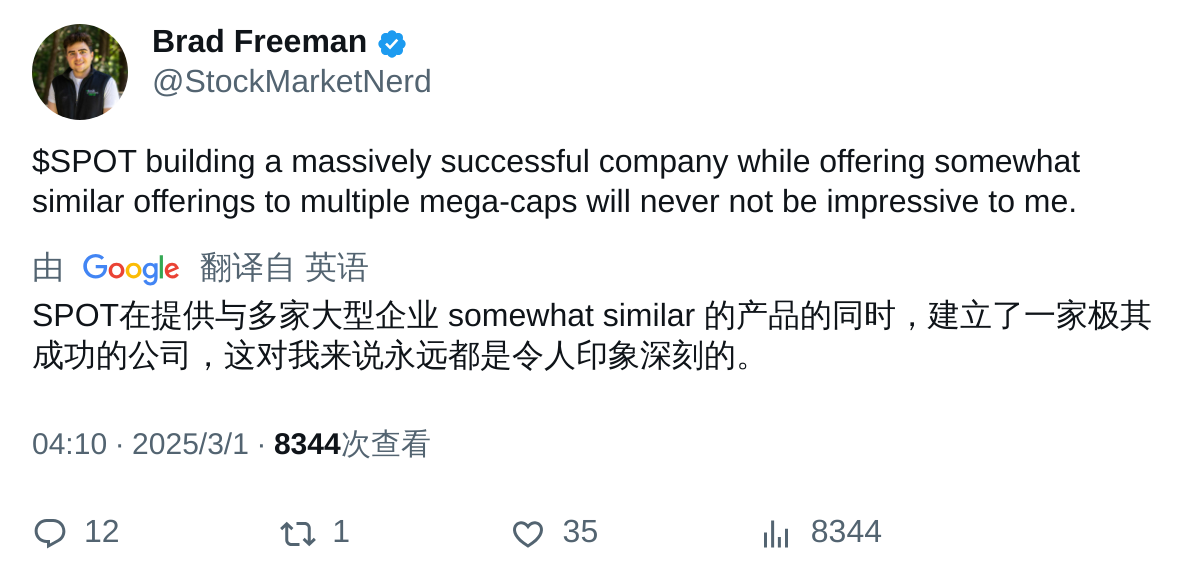 Brad Freeman
@StockMarketNerd
$SPOT building a massively successful company while offering somewhat
similar offerings to multiple mega-caps will never not be impressive to me.
由 Google 翻译自 英语
SPOT在提供与多家大型企业 somewhat similar 的产品的同时，建立了一家极其
成功的公司，这对我来说永远都是令人印象深刻的。
04:10 · 2025/3/1 · 8344次查看
12 1 35 8344